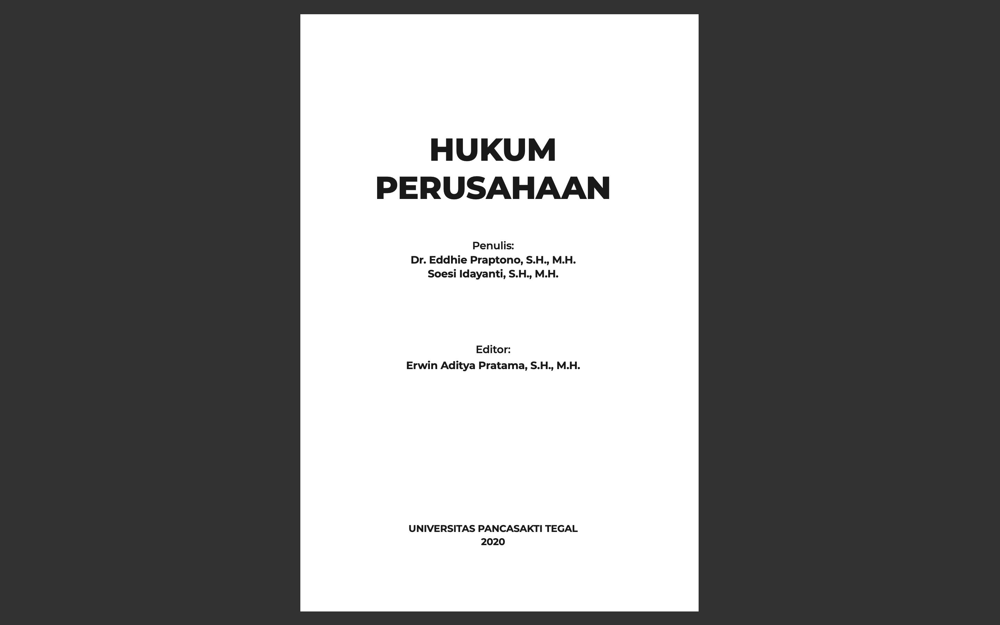 HUKUM
PERUSAHAAN
Penulis:
Dr. Eddhie Praptono, S.H., M.H.
Soesi Idayanti, S.H., M.H.
Editor:
Erwin Aditya Pratama, S.H., M.H.
UNIVERSITAS PANCASAKTI TEGAL
2020